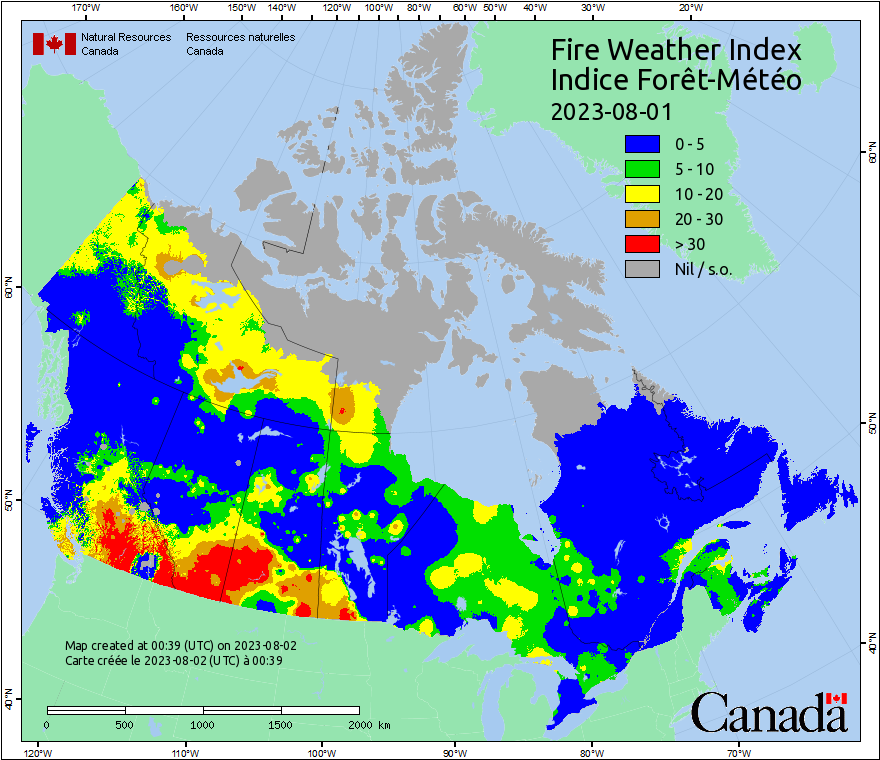 170°W 160°W 150°W 140°W 120°W 100°W 80°W 60°W 50°W 40°W 30°W 20°W
Natural Resources Ressources naturelles
Canada Canada
Fire Weather Index
Indice Forêt-Météo
2023-08-01
0 - 5
5 - 10
10 - 20
20 - 30
> 30
Nil / s.o.
60°N
60°N
50°N
50°N
40°N
40°N
Map created at 00:39 (UTC) on 2023-08-02
Carte créée le 2023-08-02 (UTC) à 00:39
0 500 1000 1500 2000 km
Canada
120°W 110°W 100°W 90°W 80°W 70°W